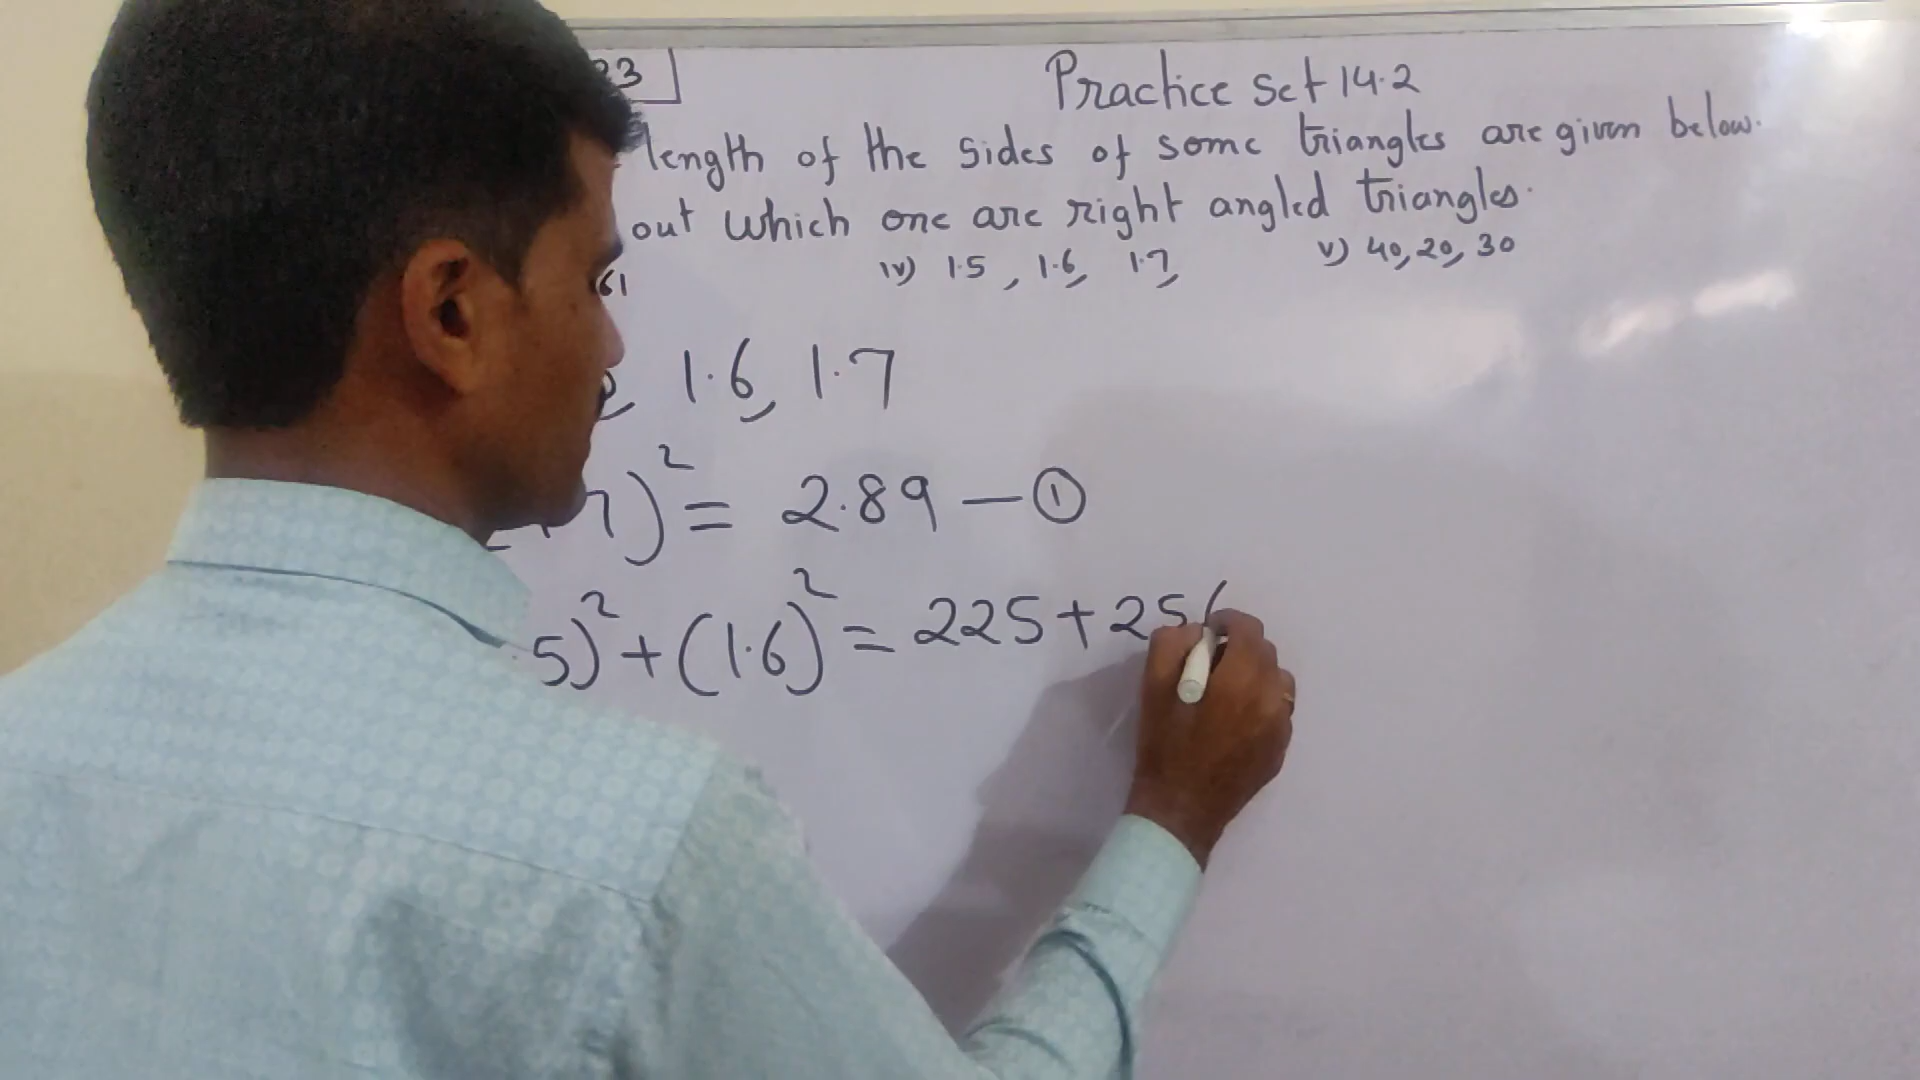 23
Practice Set 14.2
length of the sides of some triangles are given below.
out which one are right angled triangles.
61 iv) 1.5, 1.6, 1.7, v) 40, 20, 30
1.6, 1.7
7)² = 2.89 — ①
.5)² + (1.6)² = 225 + 256